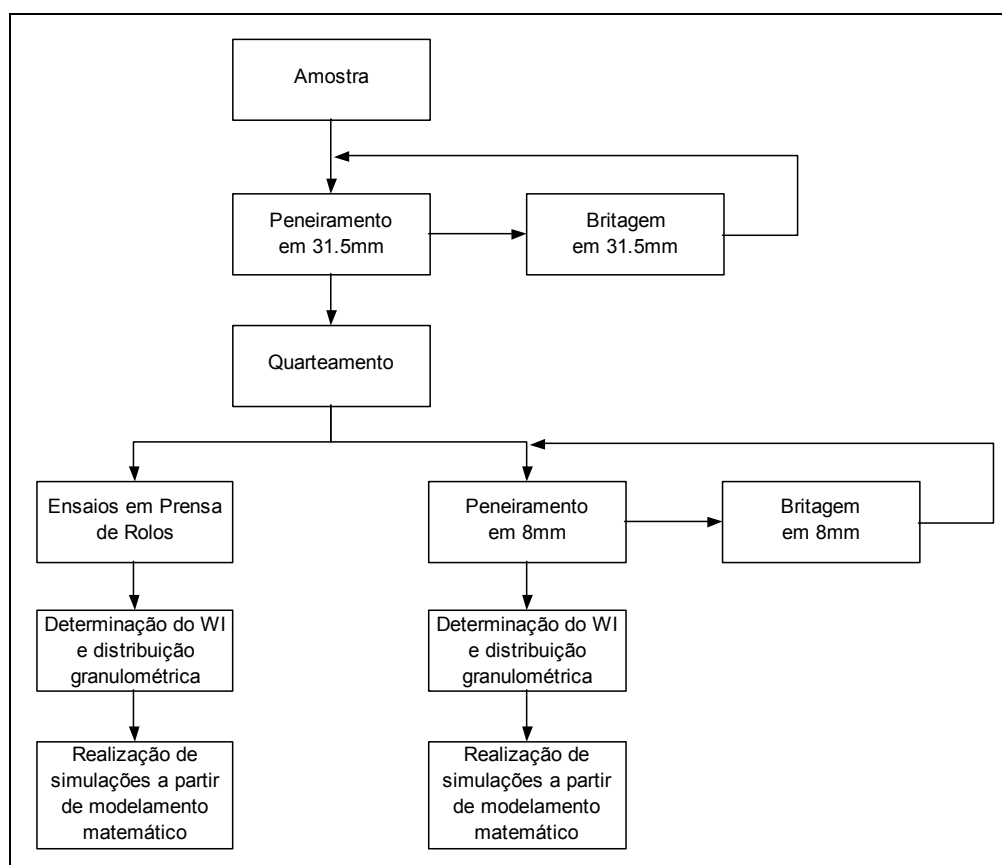 Amostra
Peneiramento
em 31.5mm
Britagem
em 31.5mm
Quarteamento
Ensaios em Prensa
de Rolos
Peneiramento
em 8mm
Britagem
em 8mm
Determinação do WI
e distribuição
granulométrica
Determinação do WI
e distribuição
granulométrica
Realização de
simulações a partir
de modelamento
matemático
Realização de
simulações a partir
de modelamento
matemático